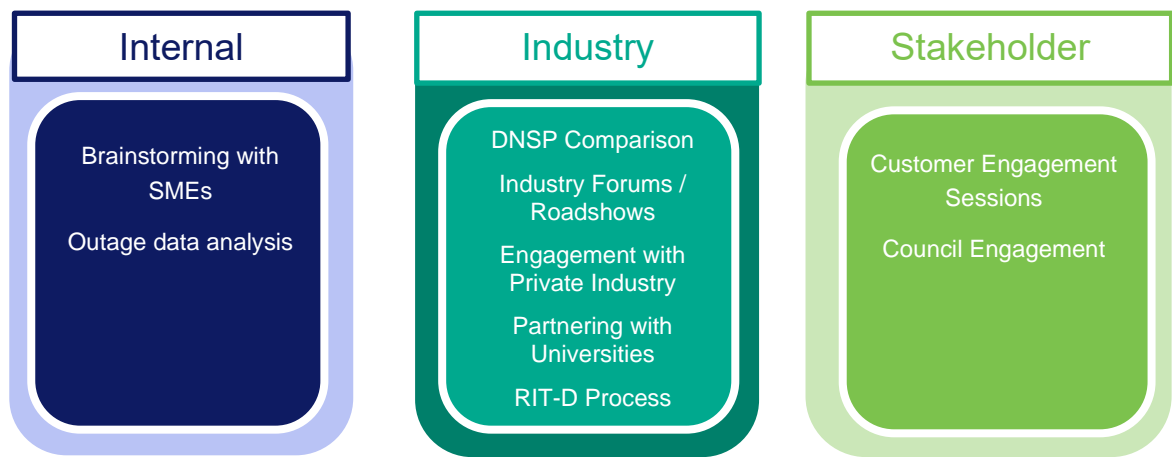 Internal
Brainstorming with
SMEs
Outage data analysis
Industry
DNSP Comparison
Industry Forums /
Roadshows
Engagement with
Private Industry
Partnering with
Universities
RIT-D Process
Stakeholder
Customer Engagement
Sessions
Council Engagement